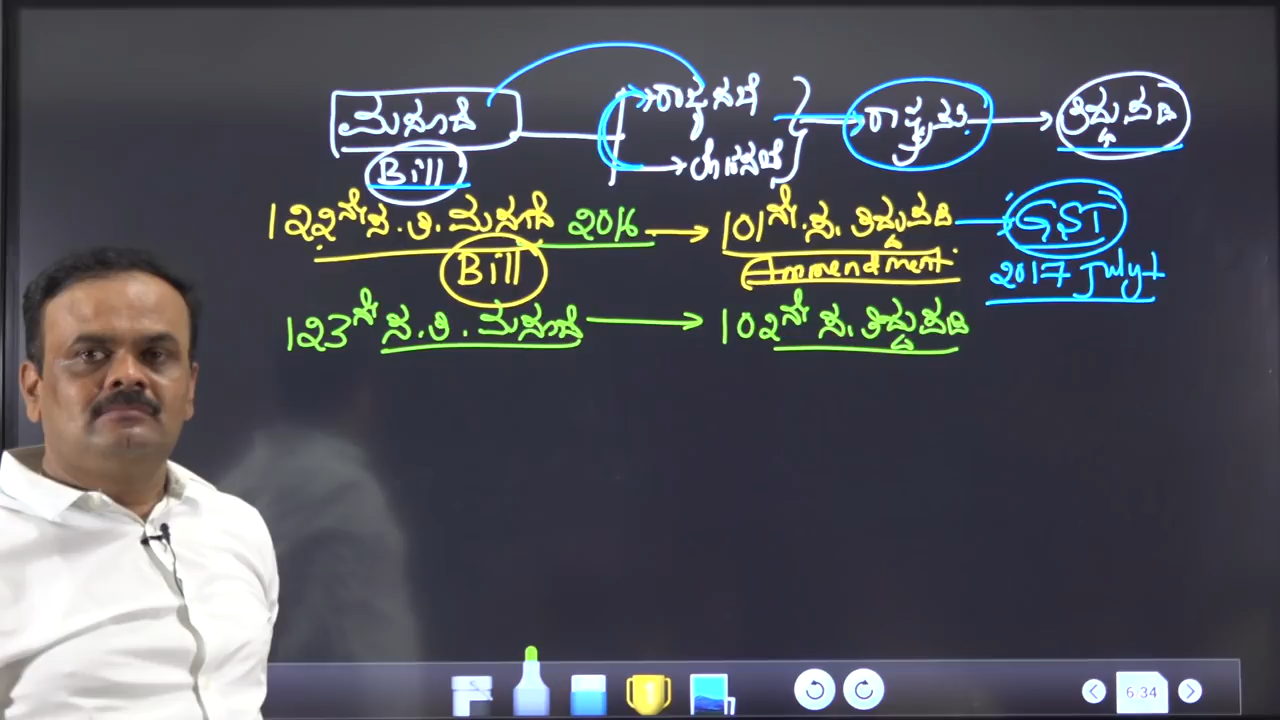 ಮಸೂದೆ ರಾಜ್ಯಸಭೆ ರಾಷ್ಟ್ರಪತಿ ತಿದ್ದುಪಡಿ
Bill ಲೋಕಸಭೆ
122ನೇ ಸ.ತಿ. ಮಸೂದೆ 2016 101ನೇ ಸ. ತಿದ್ದುಪಡಿ GST
Bill Ammendment 2017 July 1
123ನೇ ಸ.ತಿ. ಮಸೂದೆ 102ನೇ ಸ. ತಿದ್ದುಪಡಿ
6/34